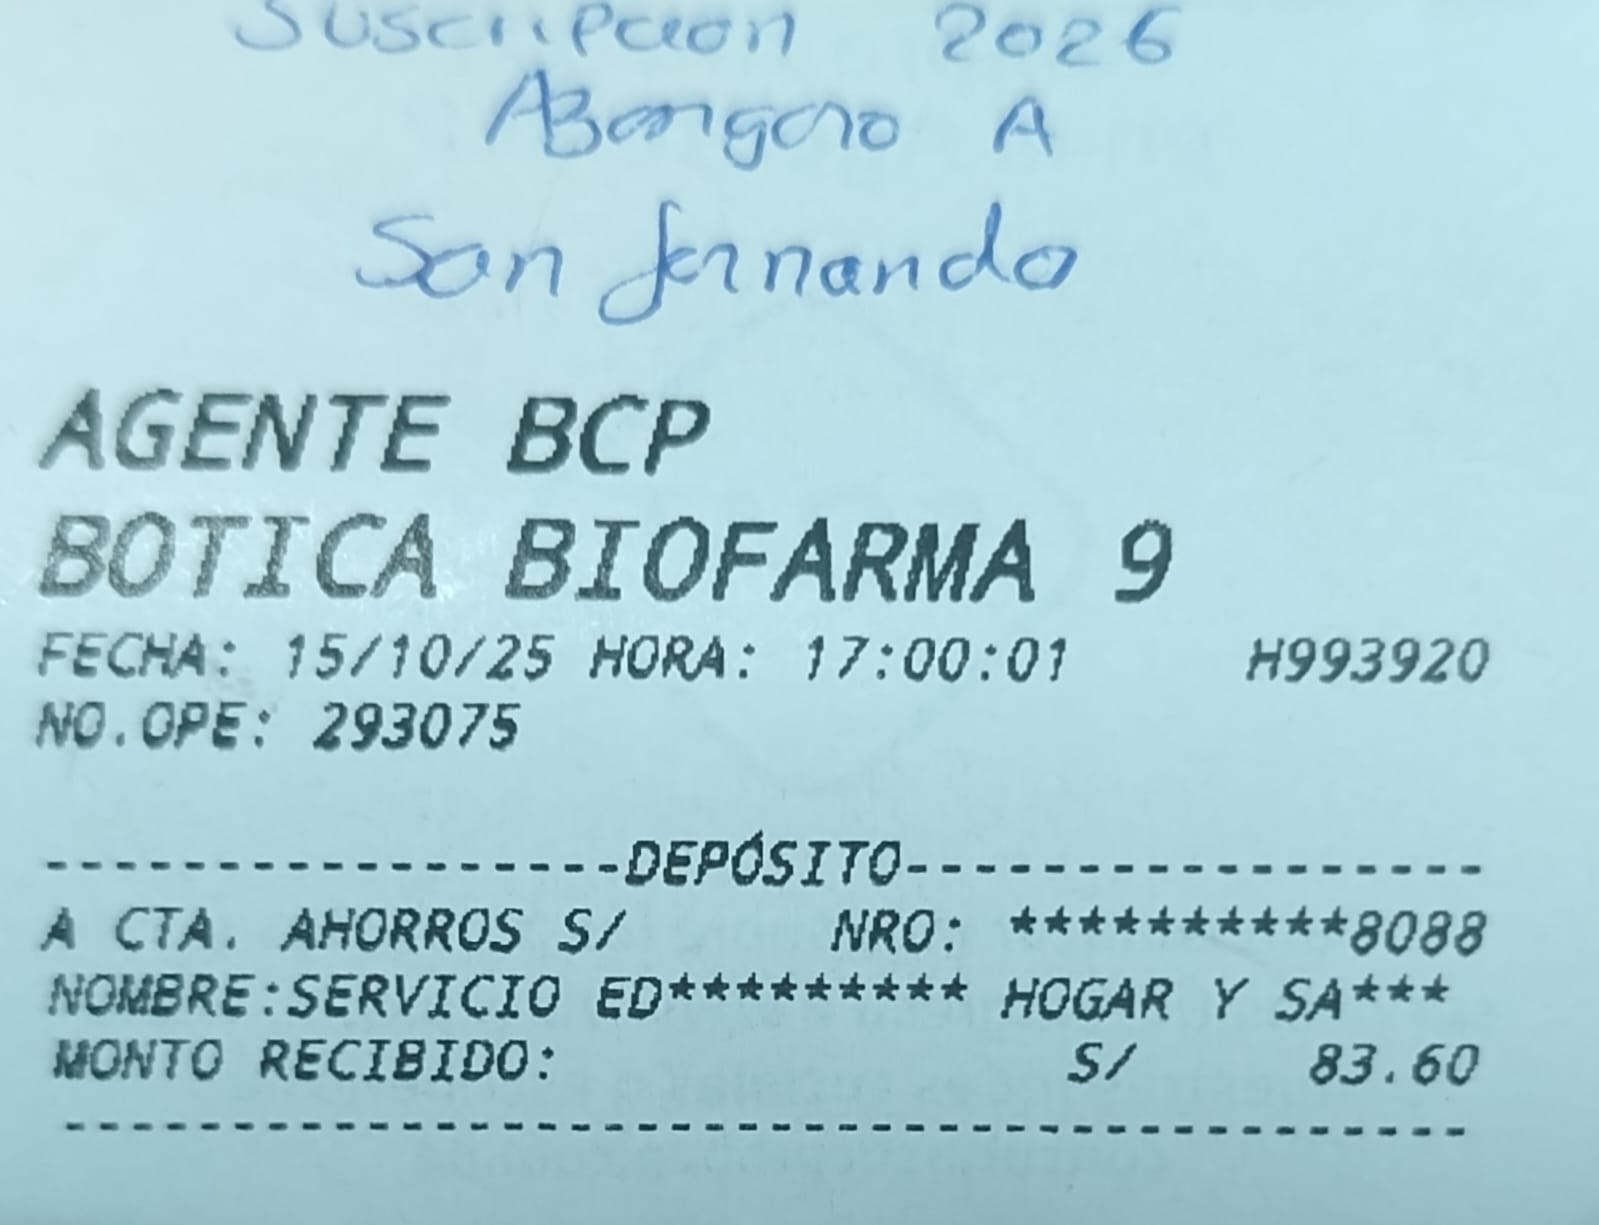 Suscripcion 2026
Abangaro A
San fernando
AGENTE BCP
BOTICA BIOFARMA 9
FECHA: 15/10/25 HORA: 17:00:01 H993920
NO.OPE: 293075
-----------------DEPÓSITO-----------------
A CTA. AHORROS S/ NRO: **********8088
NOMBRE:SERVICIO ED********* HOGAR Y SA***
MONTO RECIBIDO: S/ 83.60
------------------------------------------